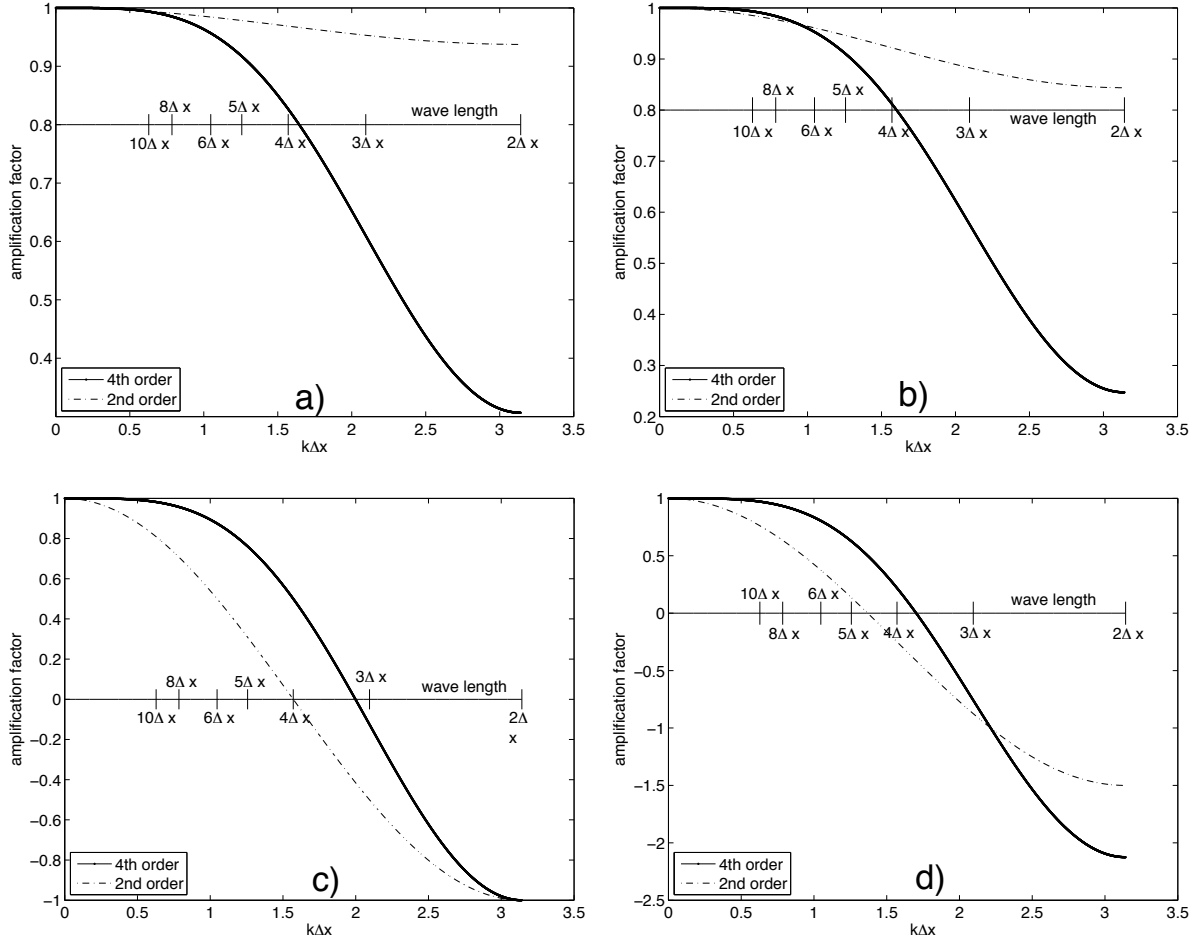 1
0.9
0.8
0.7
0.6
0.5
0.4
amplification factor
8Δ x
5Δ x
wave length
10Δ x
6Δ x
4Δ x
3Δ x
2Δ x
4th order
2nd order
a)
0
0.5
1
1.5
2
2.5
3
3.5
kΔx
1
0.9
0.8
0.7
0.6
0.5
0.4
0.3
0.2
amplification factor
8Δ x
5Δ x
wave length
10Δ x
6Δ x
4Δ x
3Δ x
2Δ x
4th order
2nd order
b)
0
0.5
1
1.5
2
2.5
3
3.5
kΔx
1
0.8
0.6
0.4
0.2
0
−0.2
−0.4
−0.6
−0.8
−1
amplification factor
8Δ x
5Δ x
3Δ x
wave length
10Δ x
6Δ x
4Δ x
2Δ
x
4th order
2nd order
c)
0
0.5
1
1.5
2
2.5
3
3.5
kΔx
1
0.5
0
−0.5
−1
−1.5
−2
−2.5
amplification factor
10Δ x
6Δ x
wave length
8Δ x
5Δ x
4Δ x
3Δ x
2Δ x
4th order
2nd order
d)
0
0.5
1
1.5
2
2.5
3
3.5
kΔx